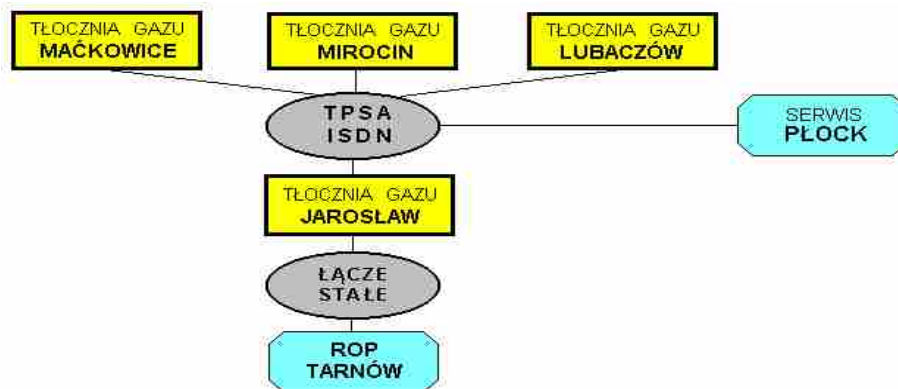 TŁOCZNIA GAZU
MAĆKOWICE
TŁOCZNIA GAZU
MIROCIN
TŁOCZNIA GAZU
LUBACZÓW
TPSA
ISDN
SERWIS
PŁOCK
TŁOCZNIA GAZU
JAROSŁAW
ŁĄCZE
STAŁE
ROP
TARNÓW